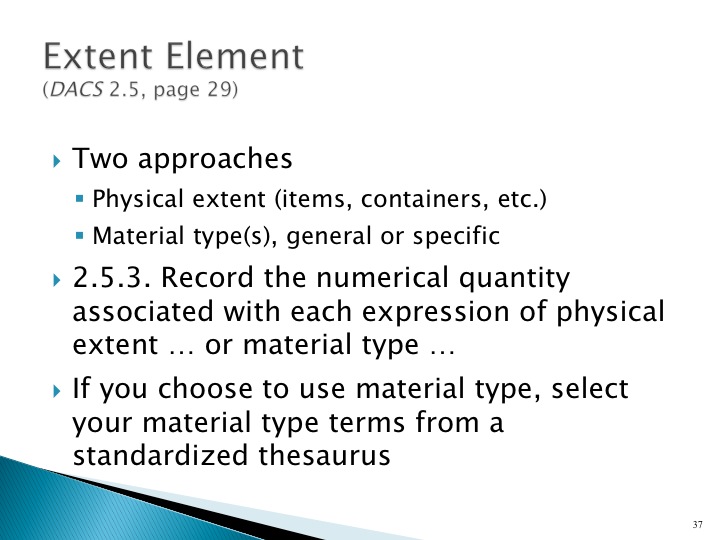 Extent Element
(DACS 2.5, page 29)
Two approaches
Physical extent (items, containers, etc.)
Material type(s), general or specific
2.5.3. Record the numerical quantity
associated with each expression of physical
extent … or material type …
If you choose to use material type, select
your material type terms from a
standardized thesaurus
37